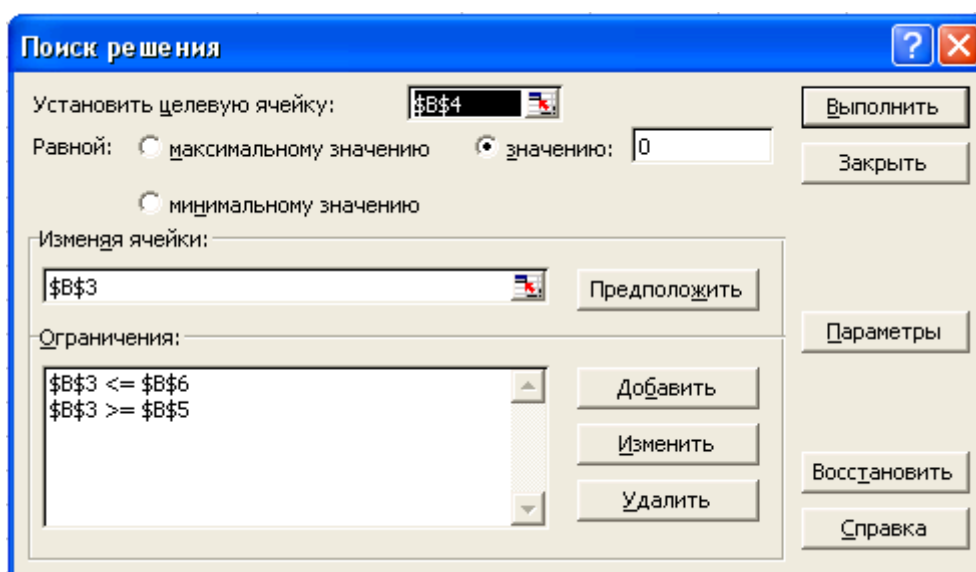 Поиск решения
Установить целевую ячейку: $B$4
Выполнить
Равной: максимальному значению значению: 0
Закрыть
минимальному значению
Изменяя ячейки:
$B$3
Предположить
Параметры
Ограничения:
$B$3 <= $B$6
$B$3 >= $B$5
Добавить
Изменить
Удалить
Восстановить
Справка